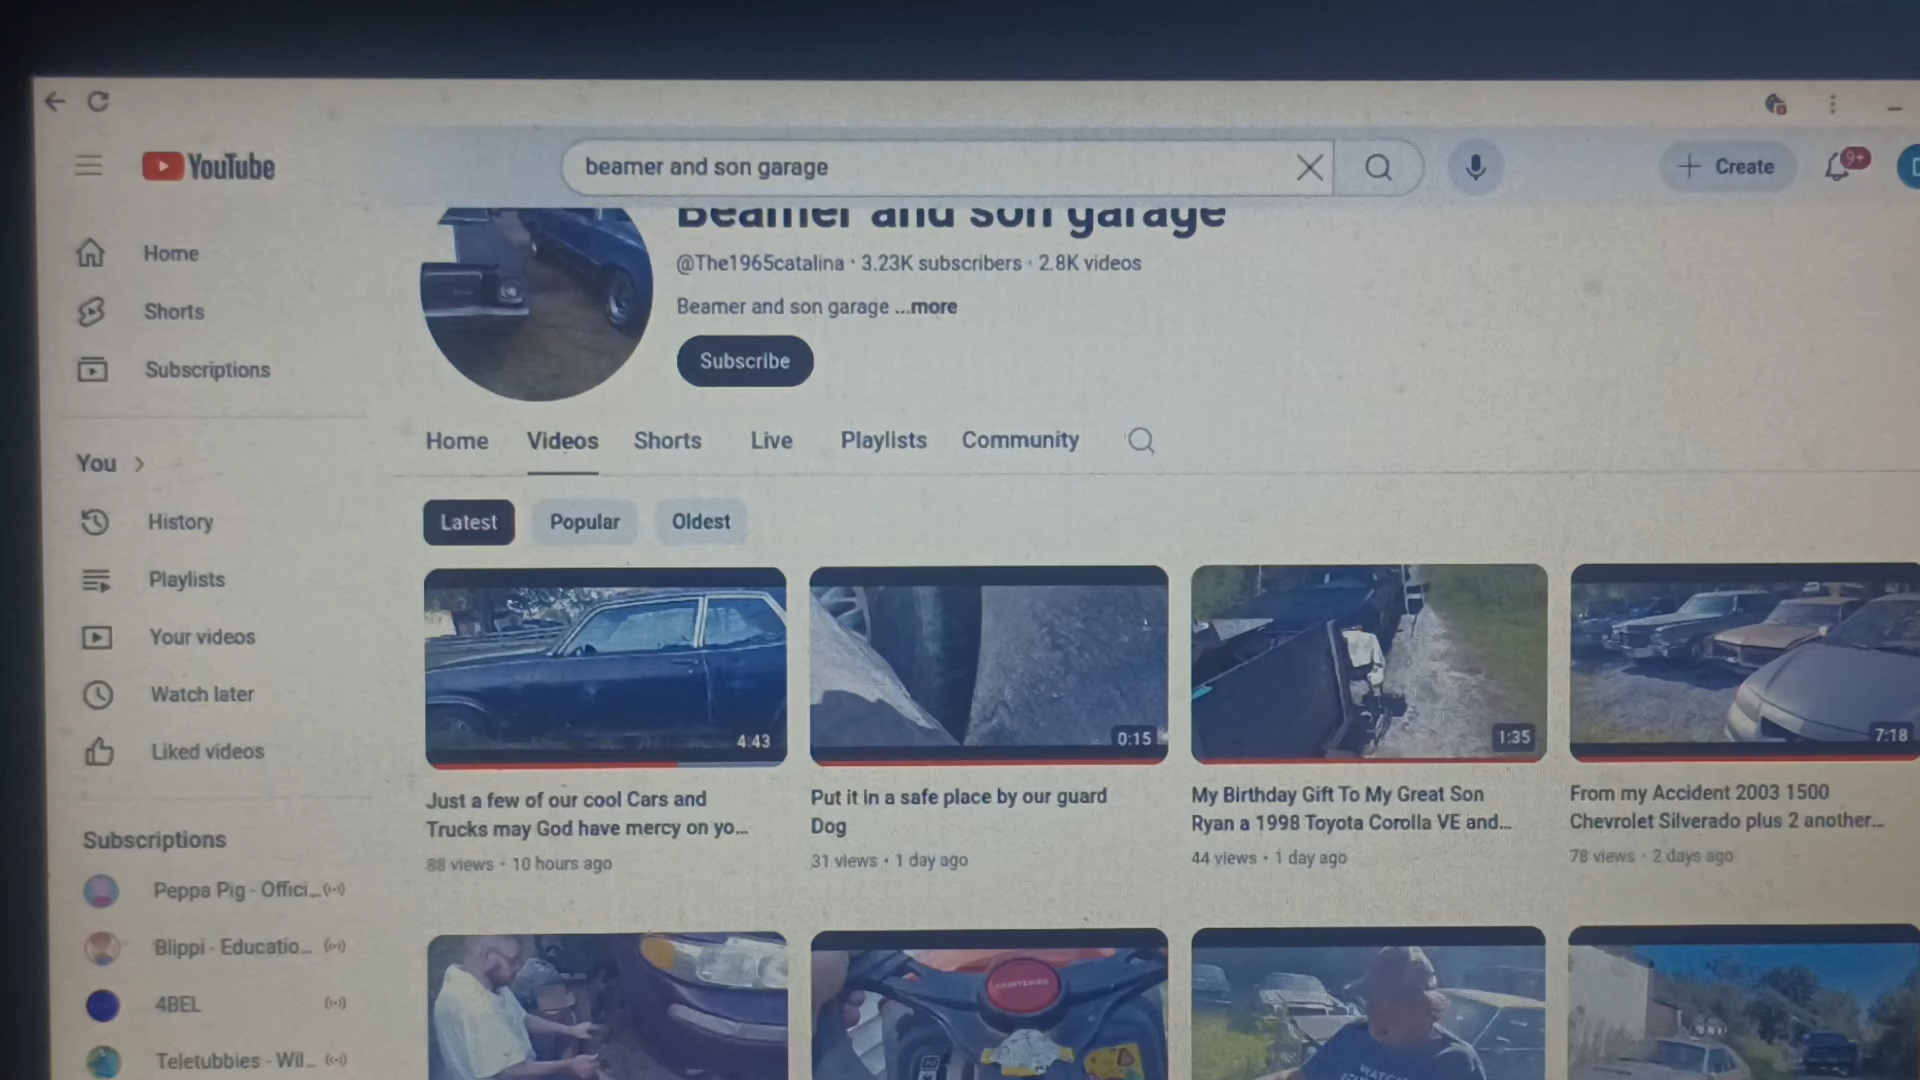 YouTube
beamer and son garage
Create
9+
Home
Shorts
Subscriptions
You
History
Playlists
Your videos
Watch later
Liked videos
Subscriptions
Peppa Pig - Offici...
Blippi - Educatio...
4BEL
Teletubbies - Wil...
Beamer and son garage
@The1965catalina · 3.23K subscribers · 2.8K videos
Beamer and son garage ...more
Subscribe
Home Videos Shorts Live Playlists Community
Latest Popular Oldest
4:43
Just a few of our cool Cars and
Trucks may God have mercy on yo...
88 views • 10 hours ago
0:15
Put it in a safe place by our guard
Dog
31 views • 1 day ago
1:35
My Birthday Gift To My Great Son
Ryan a 1998 Toyota Corolla VE and...
44 views • 1 day ago
7:18
From my Accident 2003 1500
Chevrolet Silverado plus 2 another...
78 views • 2 days ago